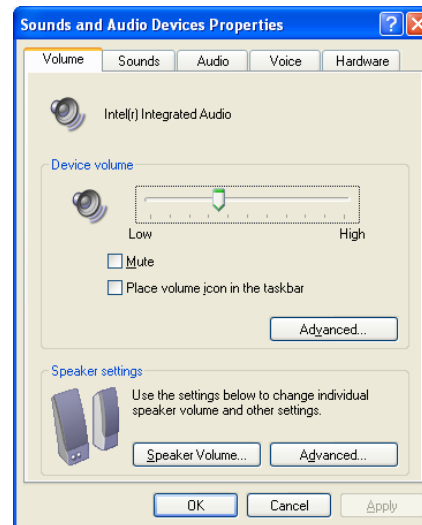 Sounds and Audio Devices Properties
Volume Sounds Audio Voice Hardware
Intel(r) Integrated Audio
Device volume
Low High
Mute
Place volume icon in the taskbar
Advanced...
Speaker settings
Use the settings below to change individual
speaker volume and other settings.
Speaker Volume... Advanced...
OK Cancel Apply